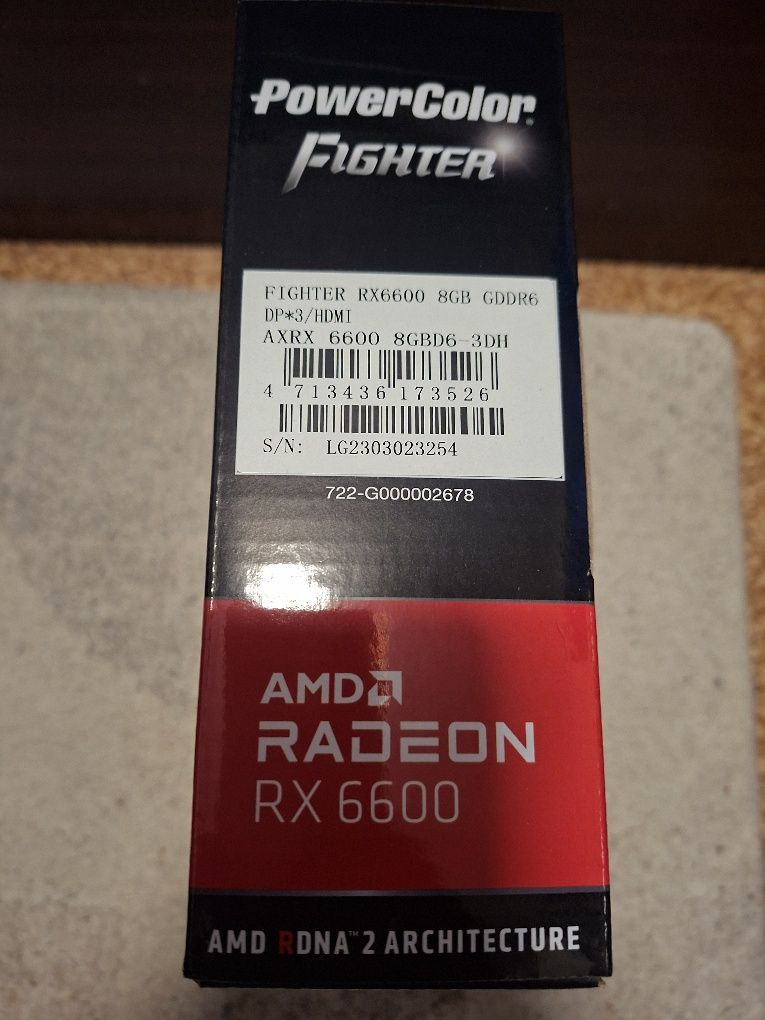 PowerColor®
FIGHTER
FIGHTER RX6600 8GB GDDR6
DP*3/HDMI
AXRX 6600 8GBD6-3DH
4 713436 173526
S/N: LG2303023254
722-G000002678
AMD
RADEON
RX 6600
AMD RDNA™ 2 ARCHITECTURE